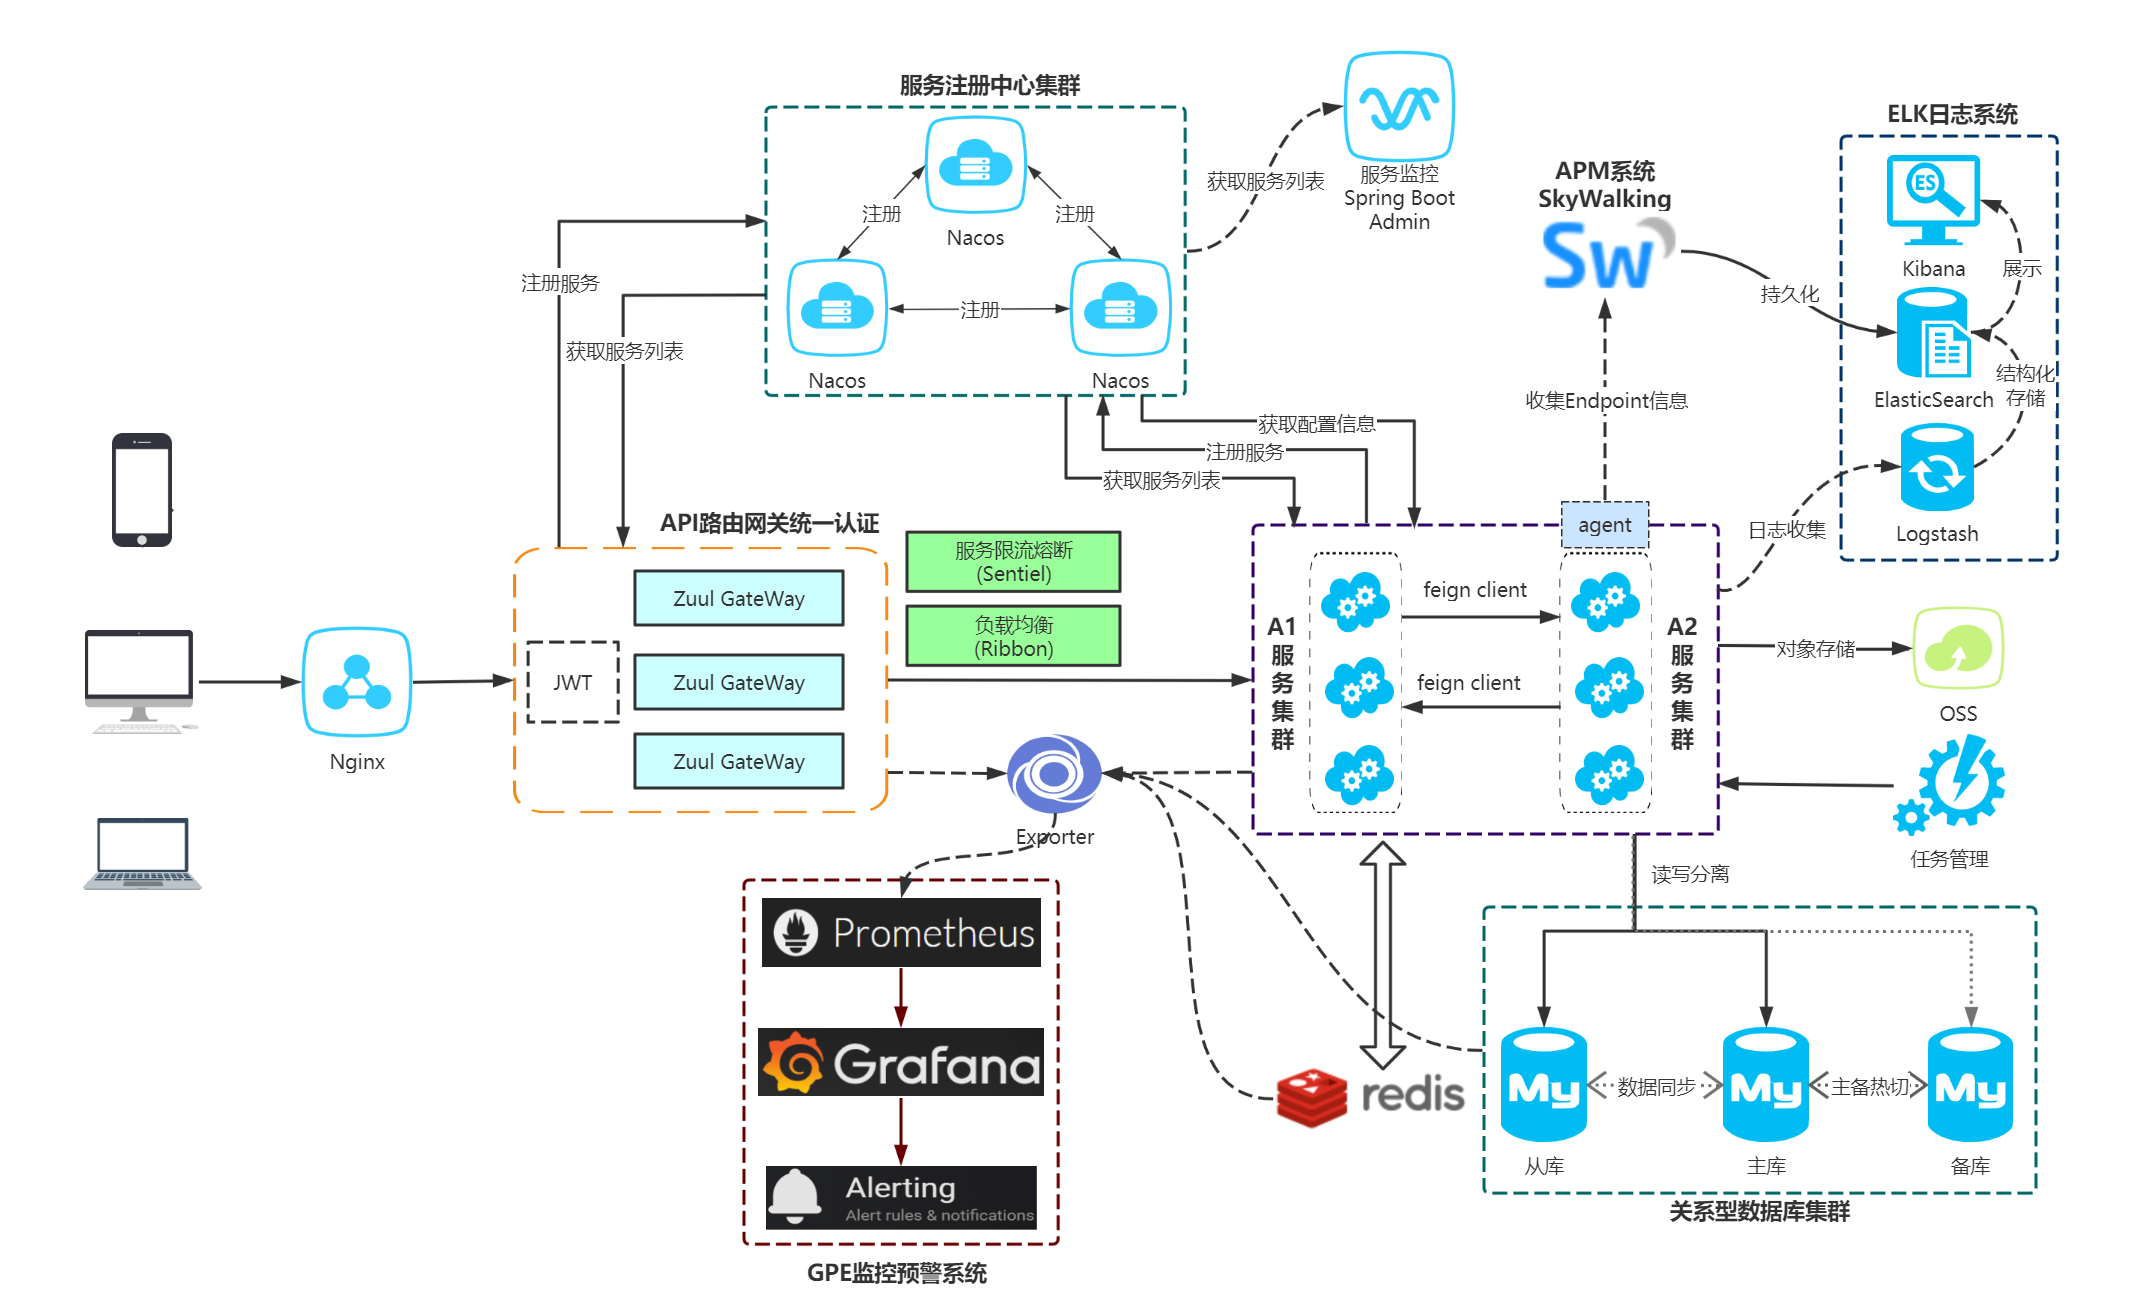 服务注册中心集群
Nacos
注册
注册
注册
Nacos
Nacos
获取服务列表
服务监控
Spring Boot
Admin
APM系统
SkyWalking
Sw
持久化
收集Endpoint信息
ELK日志系统
ES
Kibana
展示
ElasticSearch
结构化
存储
Logstash
日志收集
注册服务
获取服务列表
获取配置信息
注册服务
获取服务列表
API路由网关统一认证
JWT
Zuul GateWay
Zuul GateWay
Zuul GateWay
Nginx
服务限流熔断
(Sentiel)
负载均衡
(Ribbon)
agent
A1
服
务
集
群
feign client
feign client
A2
服
务
集
群
对象存储
OSS
任务管理
Exporter
Prometheus
Grafana
Alerting
Alert rules & notifications
GPE监控预警系统
redis
读写分离
My
数据同步
My
主备热切
My
从库
主库
备库
关系型数据库集群